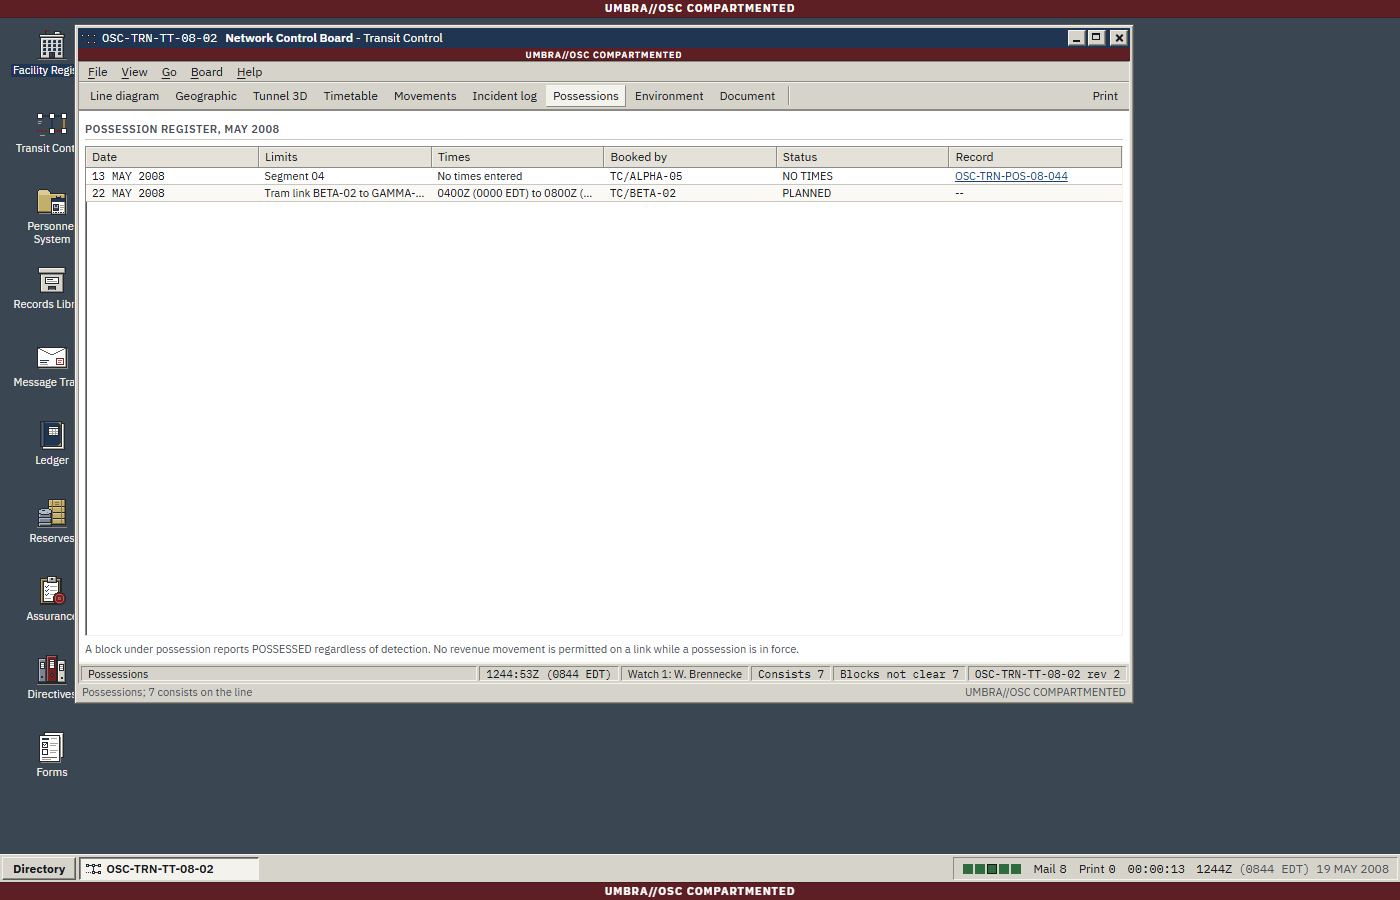 UMBRA//OSC COMPARTMENTED
OSC-TRN-TT-08-02 Network Control Board - Transit Control
UMBRA//OSC COMPARTMENTED
File View Go Board Help
Line diagram Geographic Tunnel 3D Timetable Movements Incident log Possessions Environment Document Print
POSSESSION REGISTER, MAY 2008
Date Limits Times Booked by Status Record
13 MAY 2008 Segment 04 No times entered TC/ALPHA-05 NO TIMES OSC-TRN-POS-08-044
22 MAY 2008 Tram link BETA-02 to GAMMA-... 0400Z (0000 EDT) to 0800Z (... TC/BETA-02 PLANNED --
A block under possession reports POSSESSED regardless of detection. No revenue movement is permitted on a link while a possession is in force.
Possessions 1244:53Z (0844 EDT) Watch 1: W. Brennecke Consists 7 Blocks not clear 7 OSC-TRN-TT-08-02 rev 2
Possessions; 7 consists on the line UMBRA//OSC COMPARTMENTED
Facility Regis
Transit Cont
Personne
System
Records Libr
Message Tra
Ledger
Reserves
Assurance
Directives
Forms
Directory OSC-TRN-TT-08-02 Mail 8 Print 0 00:00:13 1244Z (0844 EDT) 19 MAY 2008
UMBRA//OSC COMPARTMENTED